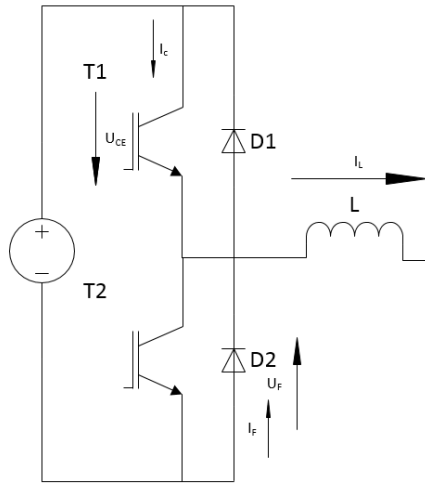 I_c
T1
U_CE
D1
I_L
L
+
−
T2
D2
U_F
I_F